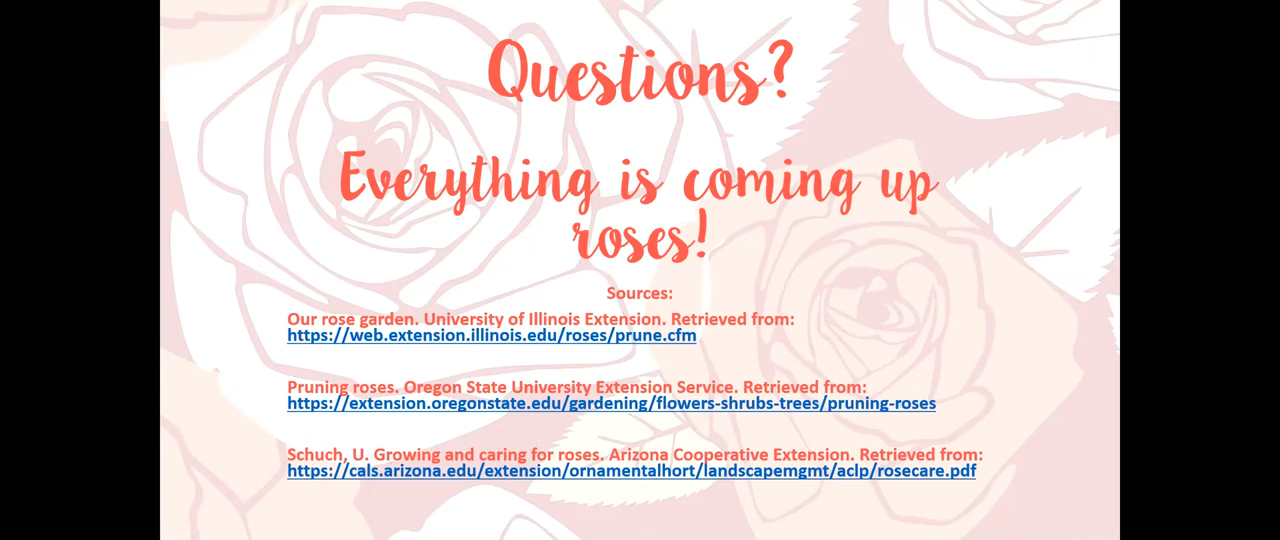 Questions?
Everything is coming up
roses!
Sources:
Our rose garden. University of Illinois Extension. Retrieved from:
https://web.extension.illinois.edu/roses/prune.cfm
Pruning roses. Oregon State University Extension Service. Retrieved from:
https://extension.oregonstate.edu/gardening/flowers-shrubs-trees/pruning-roses
Schuch, U. Growing and caring for roses. Arizona Cooperative Extension. Retrieved from:
https://cals.arizona.edu/extension/ornamentalhort/landscapemgmt/aclp/rosecare.pdf